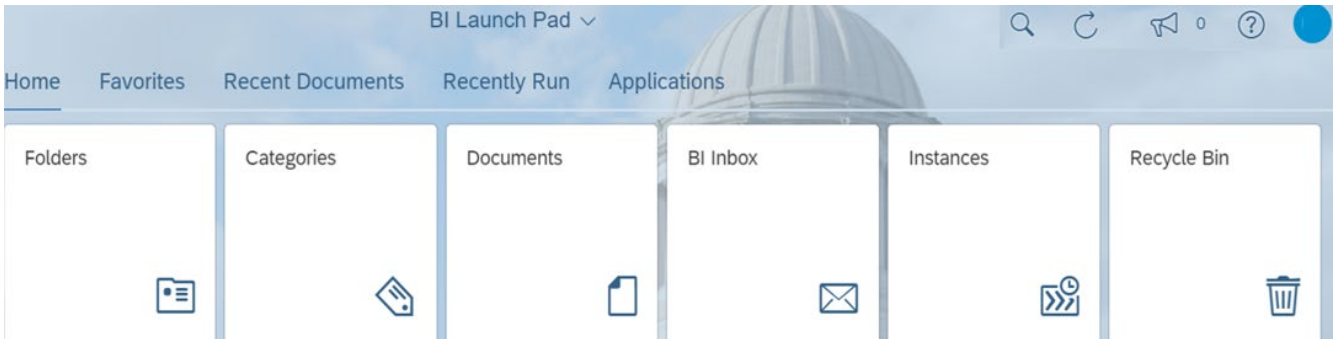 BI Launch Pad
0
Home Favorites Recent Documents Recently Run Applications
Folders Categories Documents BI Inbox Instances Recycle Bin